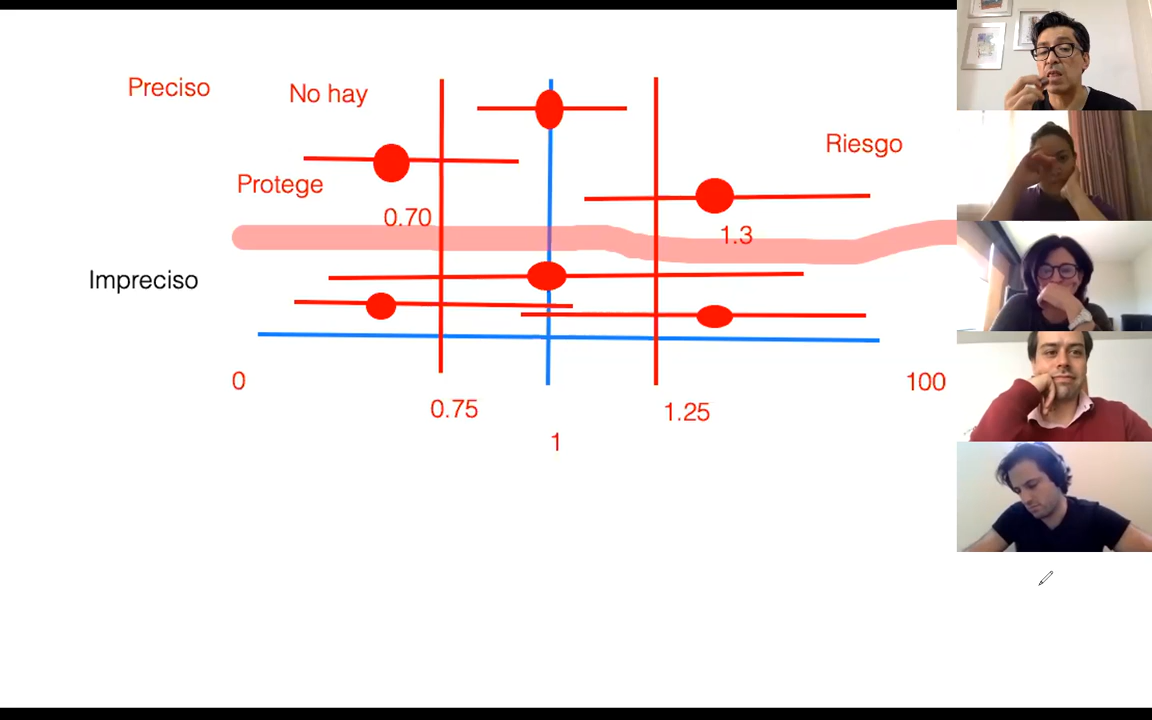 Preciso
No hay
Riesgo
Protege
0.70
1.3
Impreciso
0
100
0.75
1.25
1